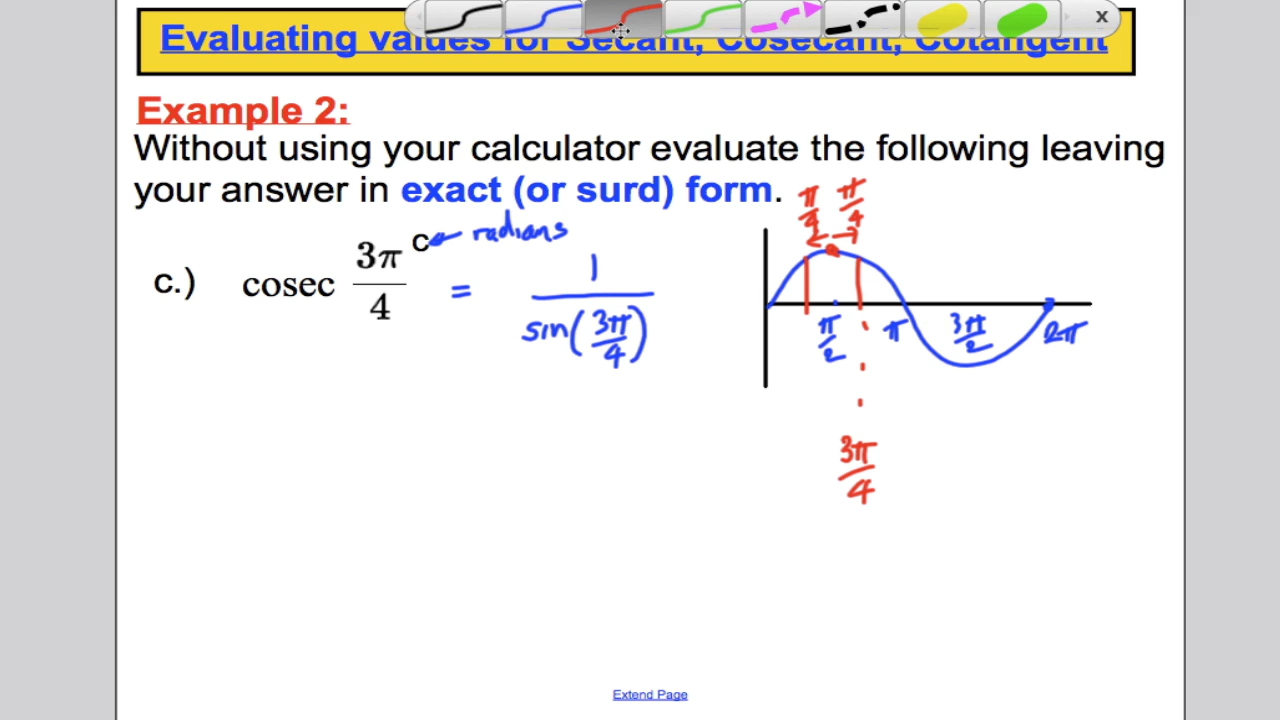 Evaluating values for Secant, Cosecant, Cotangent
x
Example 2:
Without using your calculator evaluate the following leaving
your answer in exact (or surd) form.
c.) cosec 3π/4 c ← radians
= 1/sin(3π/4)
π/4 π/4
π/2 π 3π/2 2π
3π/4
Extend Page